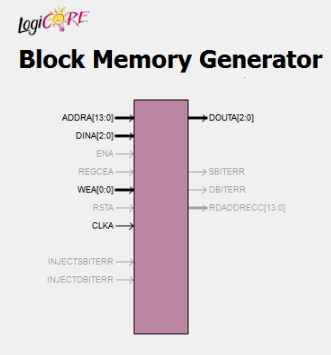 LogiCORE
Block Memory Generator
ADDRA[13:0]
DINA[2:0]
ENA
REGCEA
WEA[0:0]
RSTA
CLKA
INJECTSBITERR
INJECTDBITERR
DOUTA[2:0]
SBITERR
DBITERR
RDADDRECC[13:0]